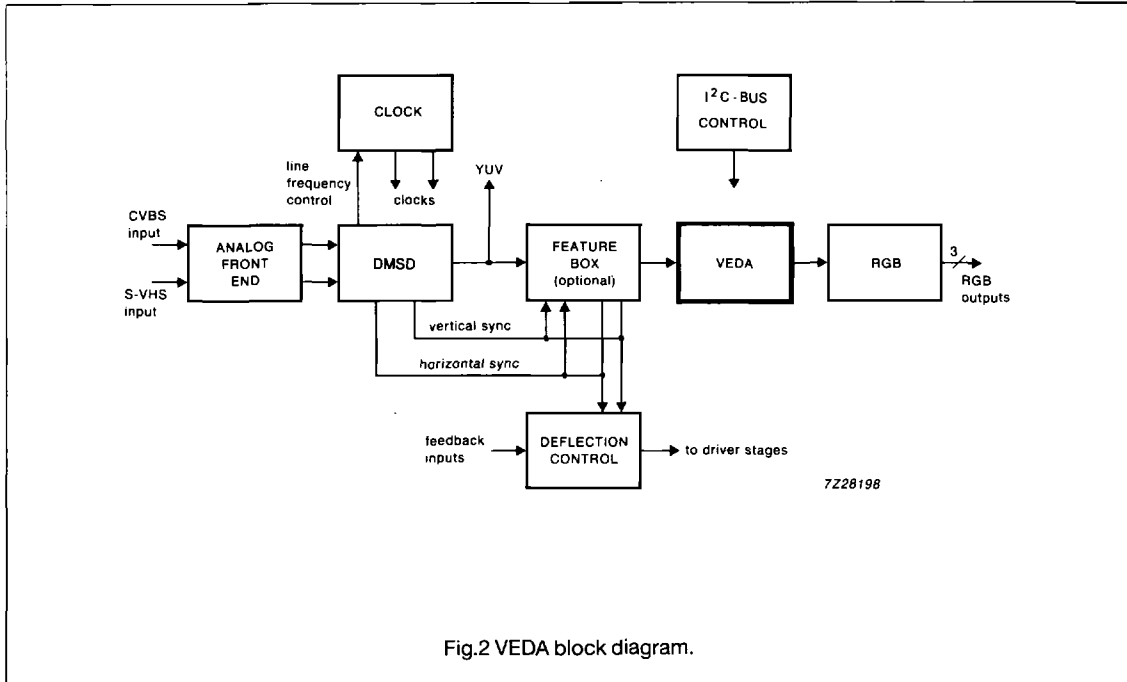 CLOCK
I²C-BUS
CONTROL
line
frequency
control
clocks
YUV
CVBS
input
S-VHS
input
ANALOG
FRONT
END
DMSD
FEATURE
BOX
(optional)
VEDA
RGB
3
RGB
outputs
vertical sync
horizontal sync
feedback
inputs
DEFLECTION
CONTROL
to driver stages
7Z28198
Fig.2 VEDA block diagram.